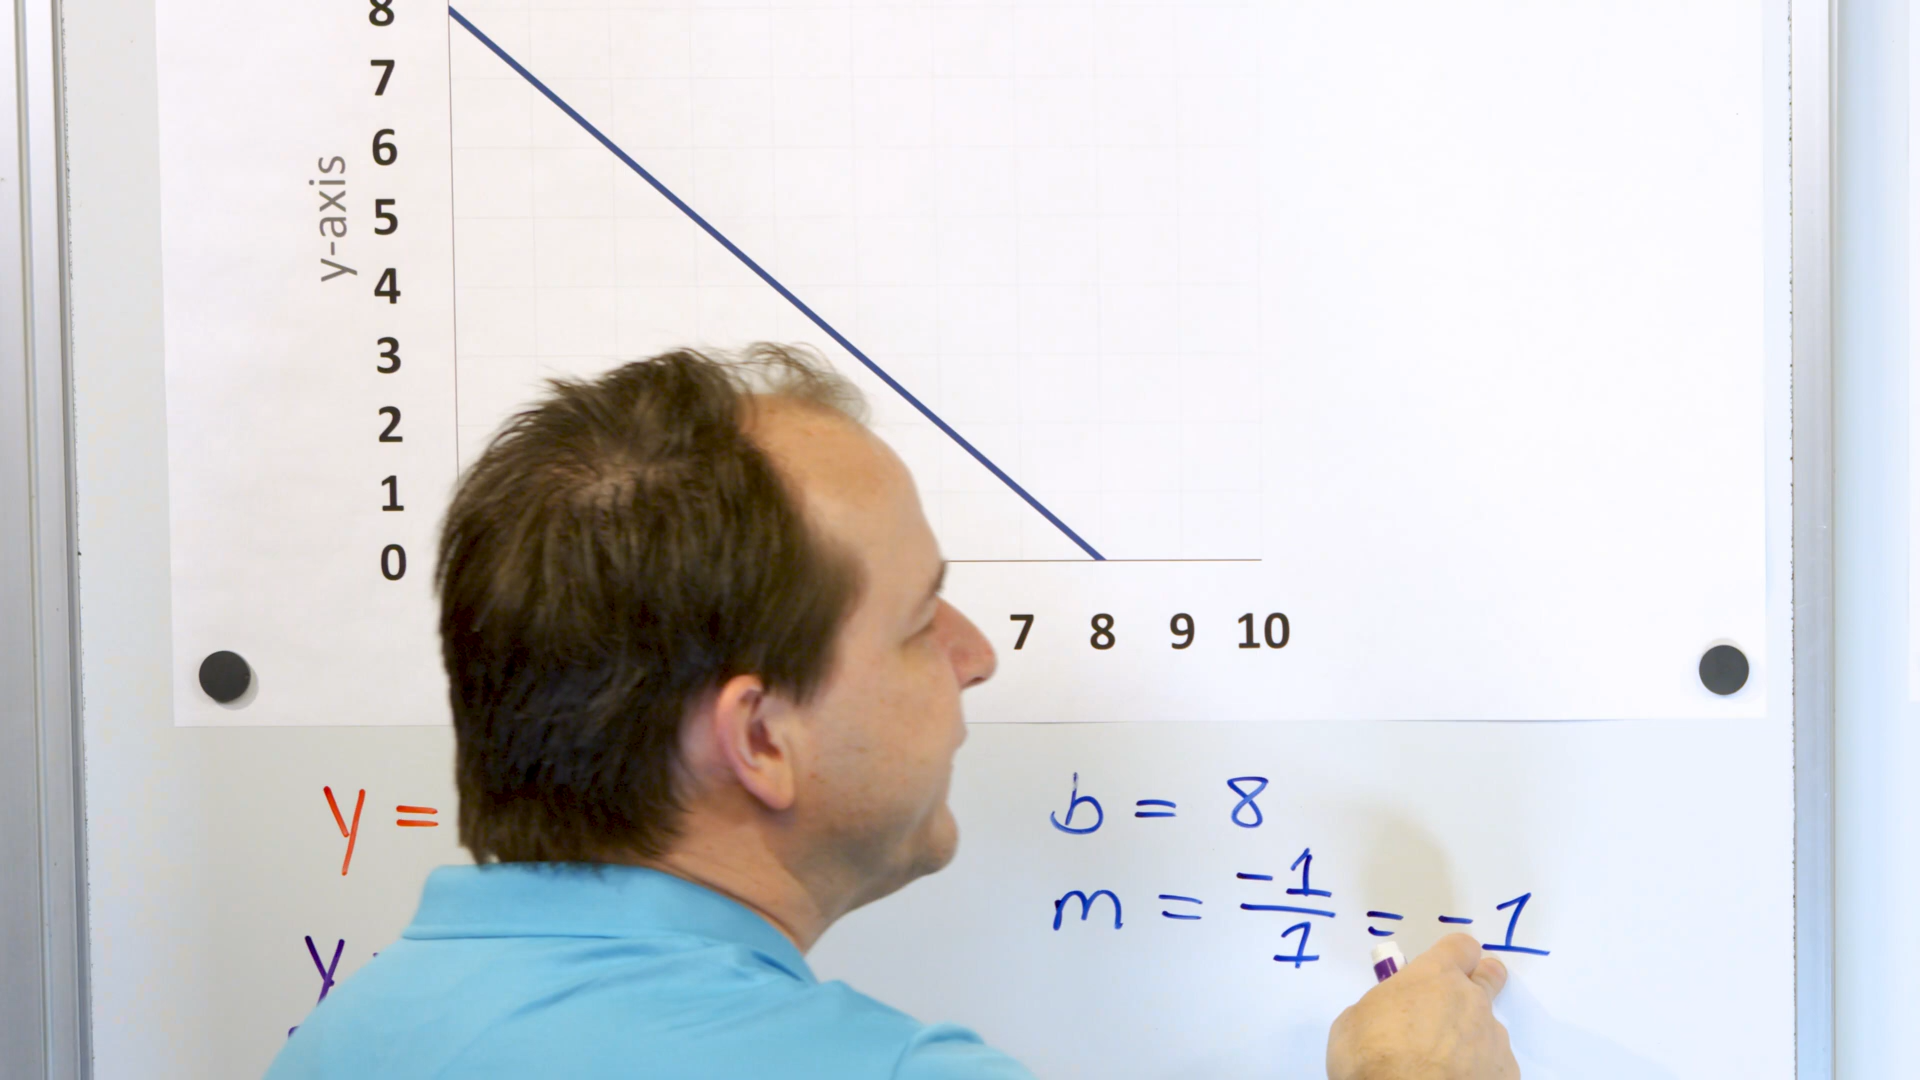 8
7
6
5
4
3
2
1
0
y-axis
7 8 9 10
y =
b = 8
m = -1/1 = -1
y